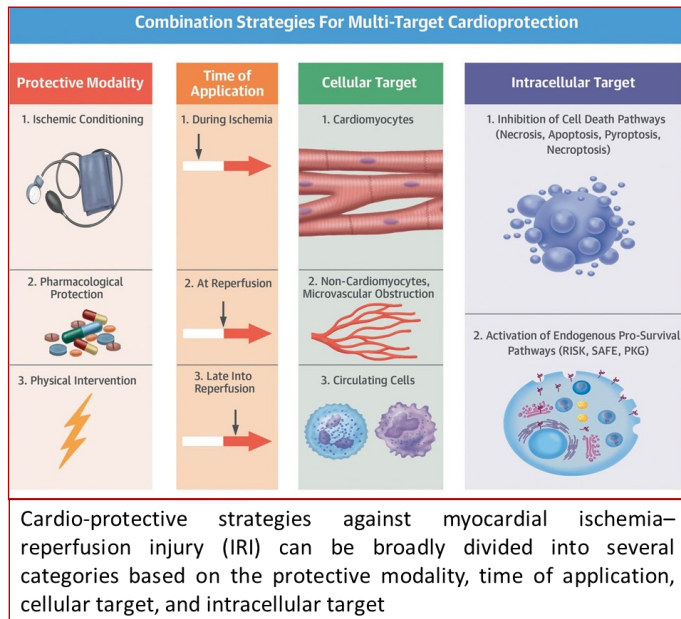 Combination Strategies For Multi-Target Cardioprotection
Protective Modality
1. Ischemic Conditioning
2. Pharmacological
Protection
3. Physical Intervention
Time of
Application
1. During Ischemia
2. At Reperfusion
3. Late Into
Reperfusion
Cellular Target
1. Cardiomyocytes
2. Non-Cardiomyocytes,
Microvascular Obstruction
3. Circulating Cells
Intracellular Target
1. Inhibition of Cell Death Pathways
(Necrosis, Apoptosis, Pyroptosis,
Necroptosis)
2. Activation of Endogenous Pro-Survival
Pathways (RISK, SAFE, PKG)
Cardio-protective strategies against myocardial ischemia–
reperfusion injury (IRI) can be broadly divided into several
categories based on the protective modality, time of application,
cellular target, and intracellular target